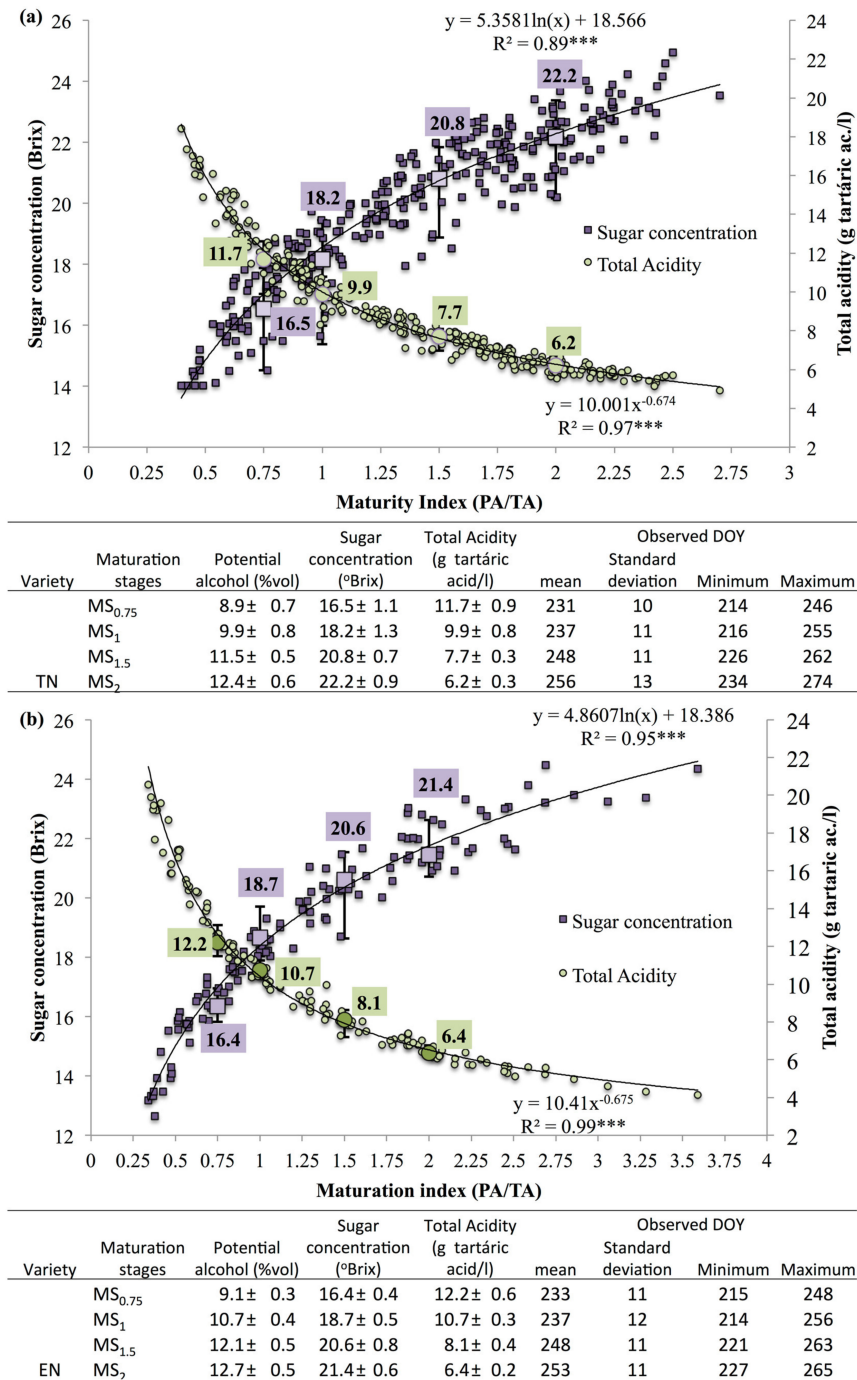 (a)
y = 5.3581ln(x) + 18.566
R² = 0.89***
26
24
22
20
18
16
14
12
Sugar concentration (Brix)
24
22
20
18
16
14
12
10
8
6
4
2
Total acidity (g tartáric ac./l)
22.2
20.8
18.2
11.7
9.9
16.5
7.7
6.2
Sugar concentration
Total Acidity
y = 10.001x^-0.674
R² = 0.97***
0 0.25 0.5 0.75 1 1.25 1.5 1.75 2 2.25 2.5 2.75 3
Maturity Index (PA/TA)
Variety Maturation stages Potential alcohol (%vol) Sugar concentration (°Brix) Total Acidity (g tartáric acid/l) Observed DOY mean Standard deviation Minimum Maximum
MS0.75 8.9± 0.7 16.5± 1.1 11.7± 0.9 231 10 214 246
MS1 9.9± 0.8 18.2± 1.3 9.9± 0.8 237 11 216 255
MS1.5 11.5± 0.5 20.8± 0.7 7.7± 0.3 248 11 226 262
TN MS2 12.4± 0.6 22.2± 0.9 6.2± 0.3 256 13 234 274
(b)
y = 4.8607ln(x) + 18.386
R² = 0.95***
26
24
22
20
18
16
14
12
Sugar concentration (Brix)
24
22
20
18
16
14
12
10
8
6
4
2
Total acidity (g tartaric ac./l)
21.4
20.6
18.7
12.2
10.7
8.1
16.4
6.4
Sugar concentration
Total Acidity
y = 10.41x^-0.675
R² = 0.99***
0 0.25 0.5 0.75 1 1.25 1.5 1.75 2 2.25 2.5 2.75 3 3.25 3.5 3.75 4
Maturation index (PA/TA)
Variety Maturation stages Potential alcohol (%vol) Sugar concentration (°Brix) Total Acidity (g tartáric acid/l) Observed DOY mean Standard deviation Minimum Maximum
MS0.75 9.1± 0.3 16.4± 0.4 12.2± 0.6 233 11 215 248
MS1 10.7± 0.4 18.7± 0.5 10.7± 0.3 237 12 214 256
MS1.5 12.1± 0.5 20.6± 0.8 8.1± 0.4 248 11 221 263
EN MS2 12.7± 0.5 21.4± 0.6 6.4± 0.2 253 11 227 265